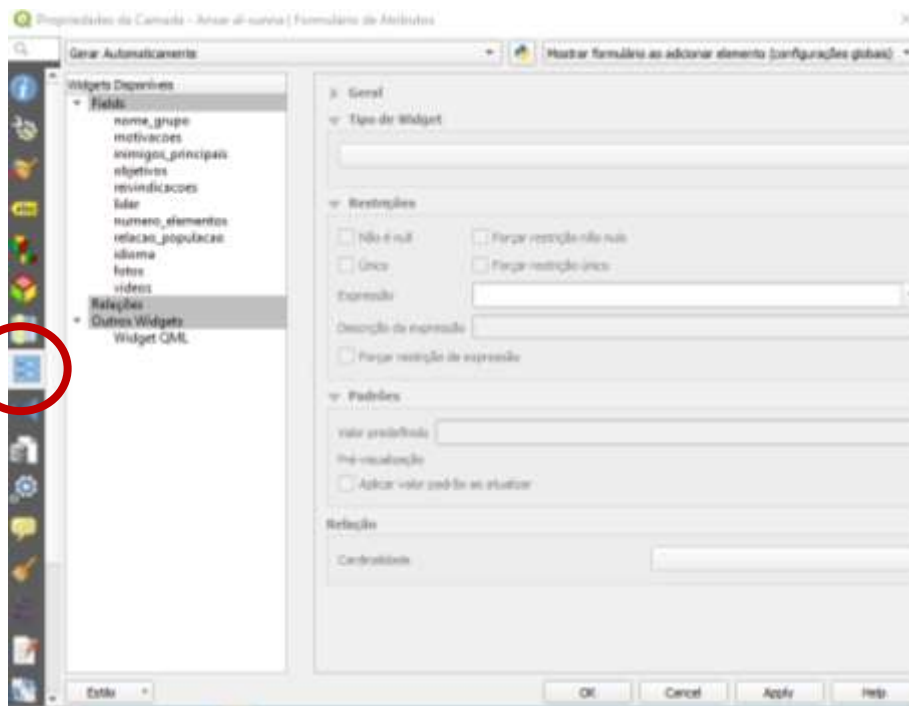 Propriedades da Camada - Ansar al-sunna | Formulário de Atributos
Gerar Automaticamente
Mostrar formulário ao adicionar elemento (configurações globais)
Widgets Disponíveis
Fields
nome_grupo
motivacoes
inimigos_principais
objetivos
reivindicacoes
lider
numero_elementos
relacao_populacao
idioma
fotos
videos
Relações
Outros Widgets
Widget QML
Geral
Tipo de Widget
Restrições
Não é null
Forçar restrição não nulo
Único
Forçar restrição única
Expressão
Descrição da expressão
Forçar restrição de expressão
Padrões
Valor predefinido
Pré-visualização
Aplicar valor padrão ao atualizar
Relação
Cardinalidade
abc
Estilo
OK
Cancel
Apply
Help